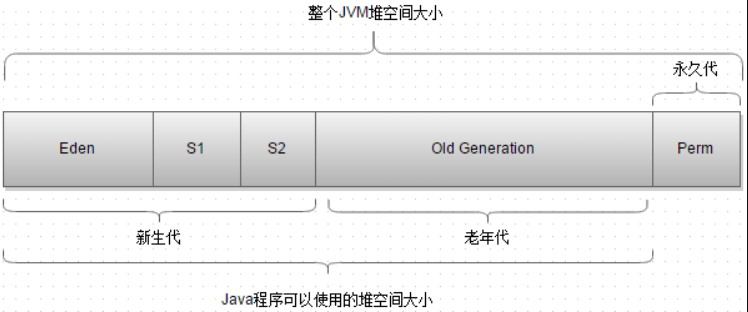 整个JVM堆空间大小
永久代
Eden
S1
S2
Old Generation
Perm
新生代
老年代
Java程序可以使用的堆空间大小